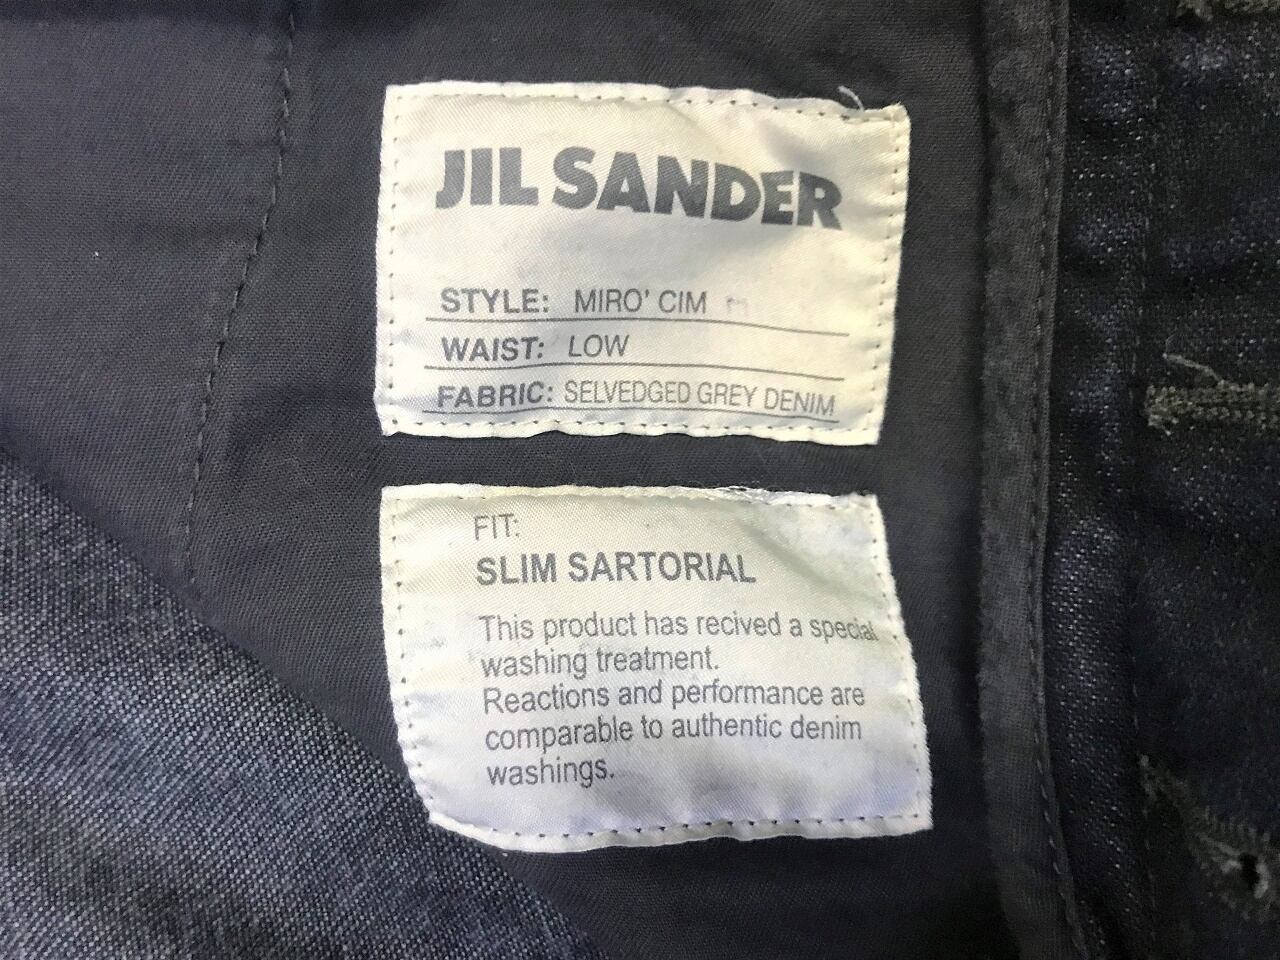 JIL SANDER
STYLE: MIRO' CIM
WAIST: LOW
FABRIC: SELVEDGED GREY DENIM
FIT:
SLIM SARTORIAL
This product has recived a special
washing treatment.
Reactions and performance are
comparable to authentic denim
washings.